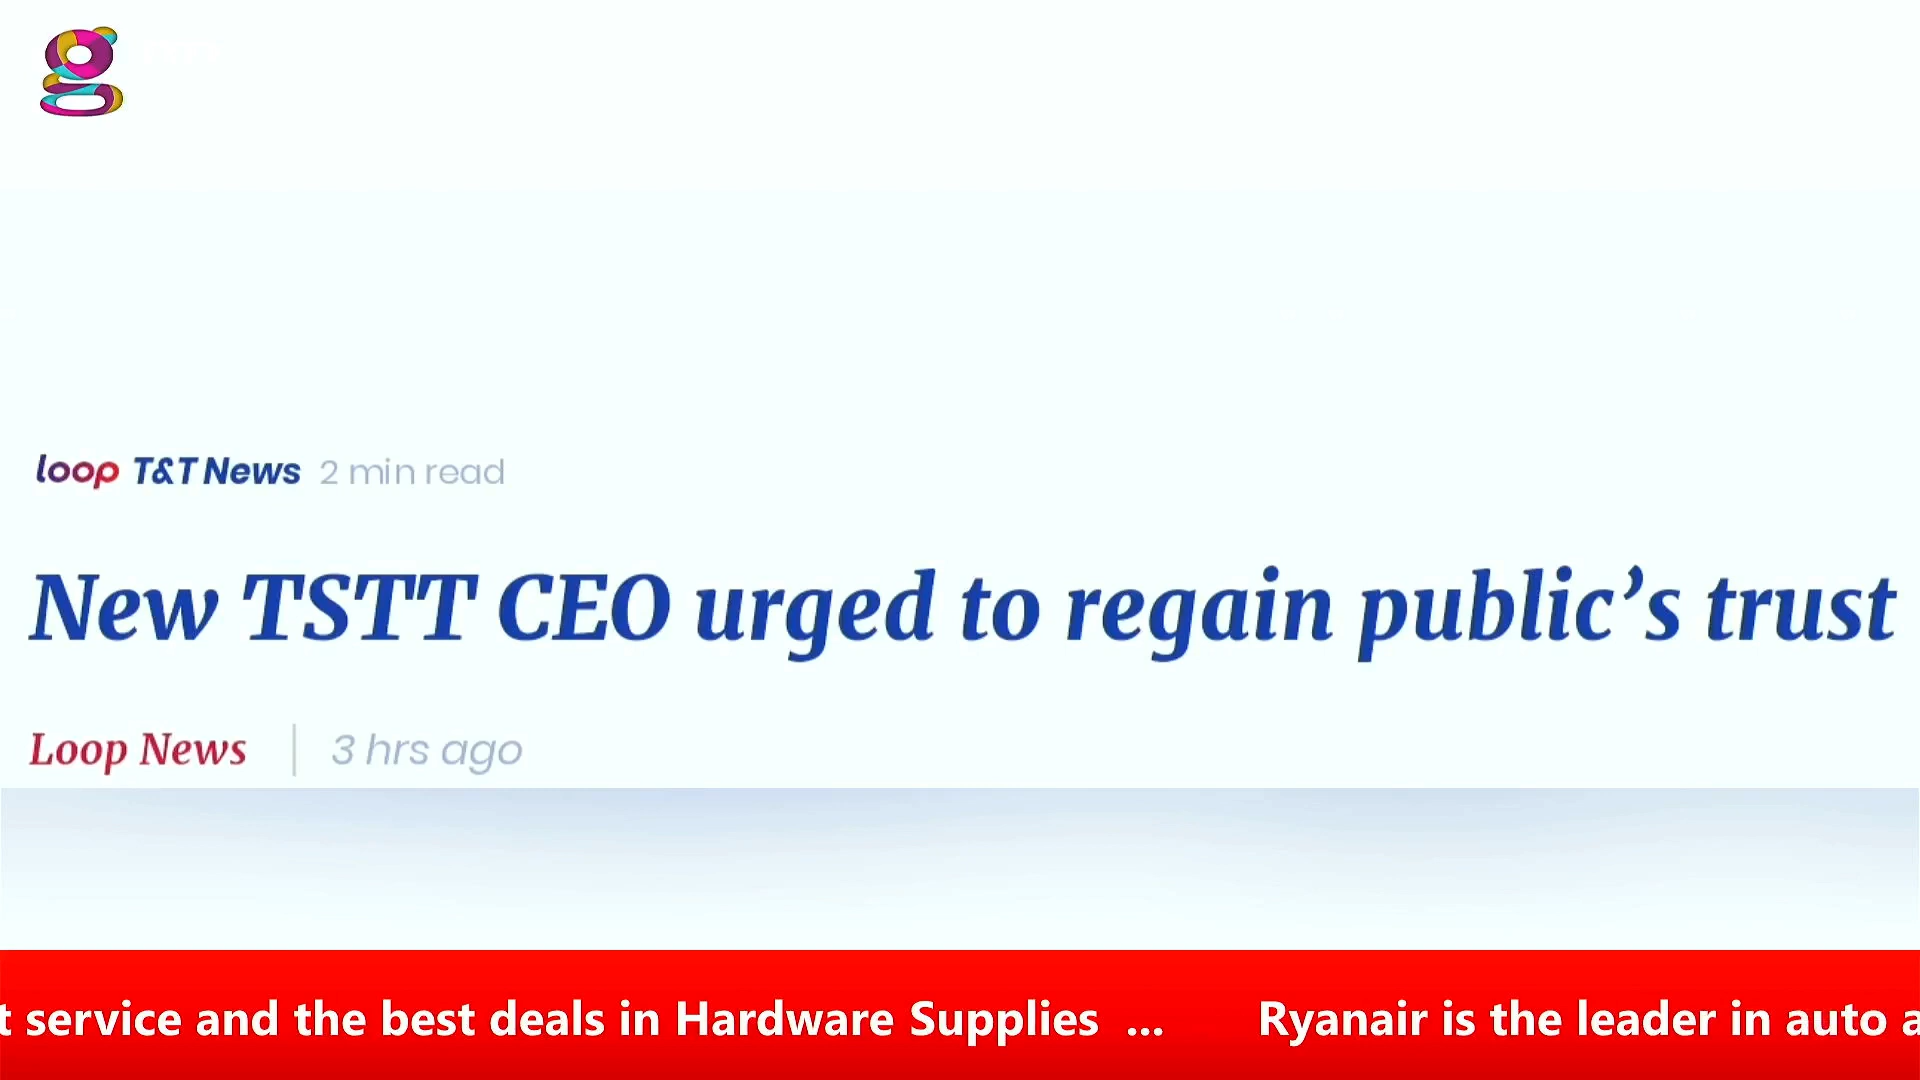 g
loop T&T News 2 min read
New TSTT CEO urged to regain public’s trust
Loop News | 3 hrs ago
t service and the best deals in Hardware Supplies ... Ryanair is the leader in auto a